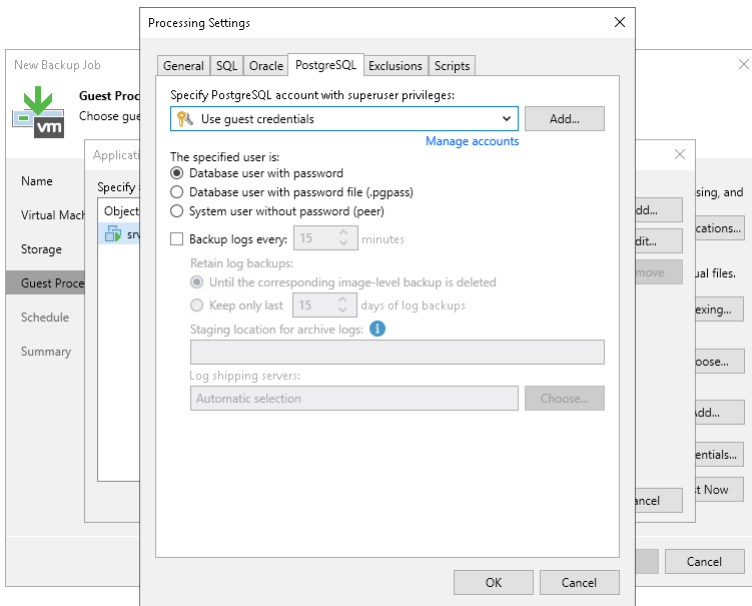 Processing Settings
New Backup Job
Guest Proc
Choose gue
vm
Name
Virtual Mach
Storage
Guest Proce
Schedule
Summary
Applicati
Specify
Object
srv
General SQL Oracle PostgreSQL Exclusions Scripts
Specify PostgreSQL account with superuser privileges:
Use guest credentials
Add...
Manage accounts
The specified user is:
Database user with password
Database user with password file (.pgpass)
System user without password (peer)
Backup logs every: 15 minutes
Retain log backups:
Until the corresponding image-level backup is deleted
Keep only last 15 days of log backups
Staging location for archive logs:
Log shipping servers:
Automatic selection
Choose...
OK
Cancel
dd...
dit...
move
ancel
sing, and
cations...
ual files.
exing...
oose...
Add...
entials...
t Now
Cancel